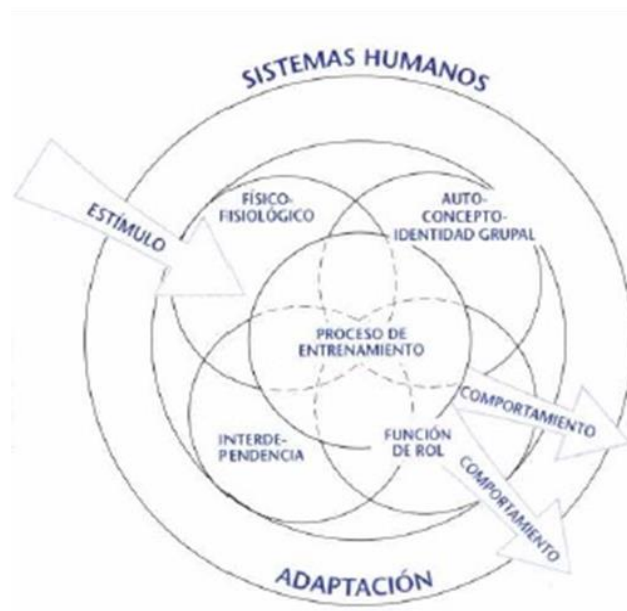 SISTEMAS HUMANOS
ESTÍMULO
FÍSICO-
FISIOLÓGICO
AUTO-
CONCEPTO-
IDENTIDAD GRUPAL
PROCESO DE
ENTRENAMIENTO
INTERDE-
PENDENCIA
FUNCIÓN
DE ROL
COMPORTAMIENTO
COMPORTAMIENTO
ADAPTACIÓN